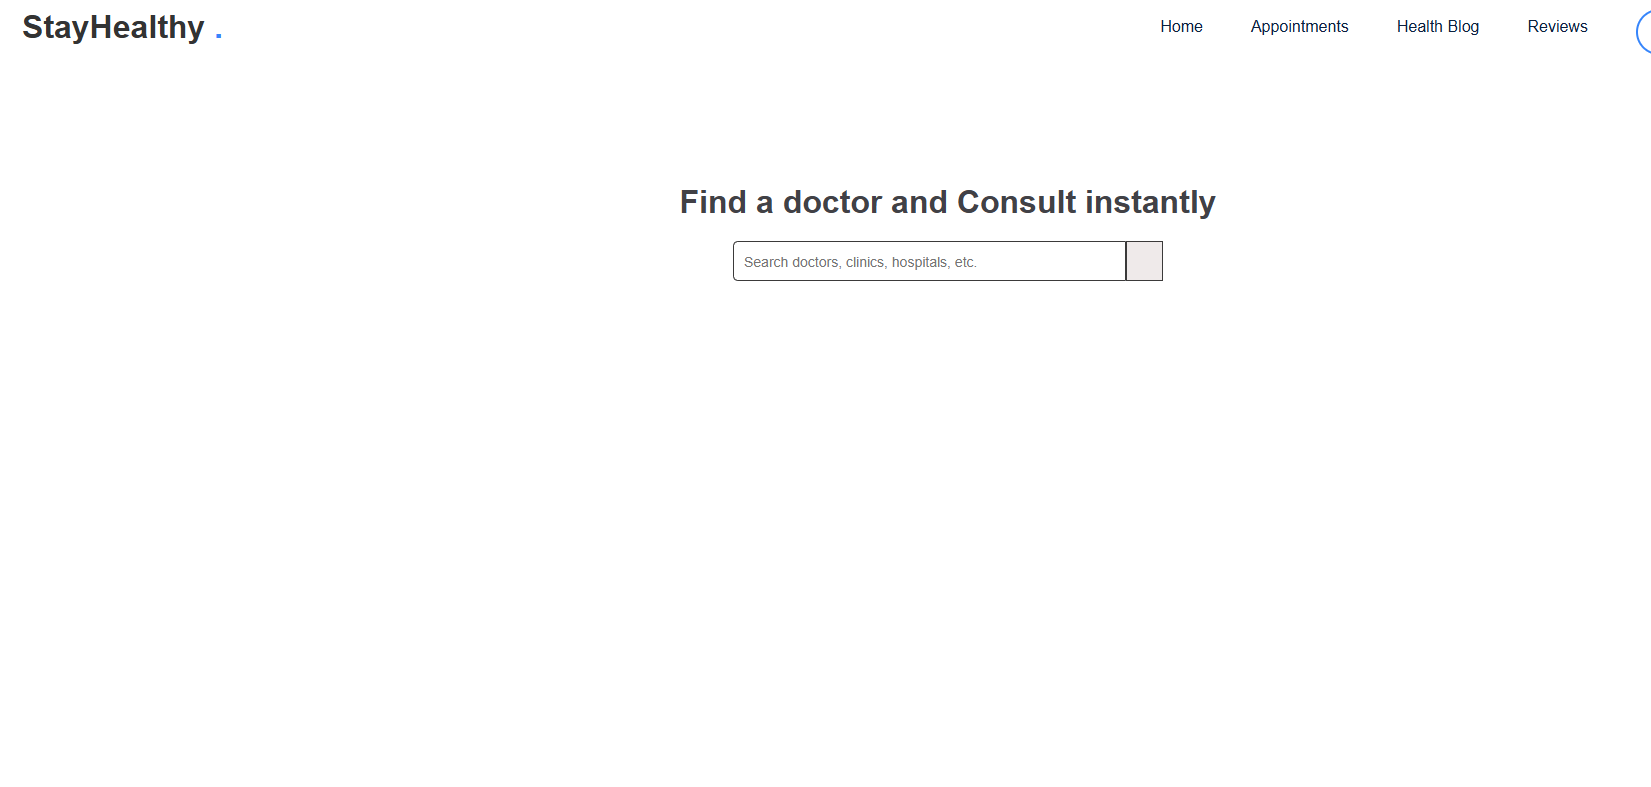 StayHealthy .
Home Appointments Health Blog Reviews
Find a doctor and Consult instantly
Search doctors, clinics, hospitals, etc.